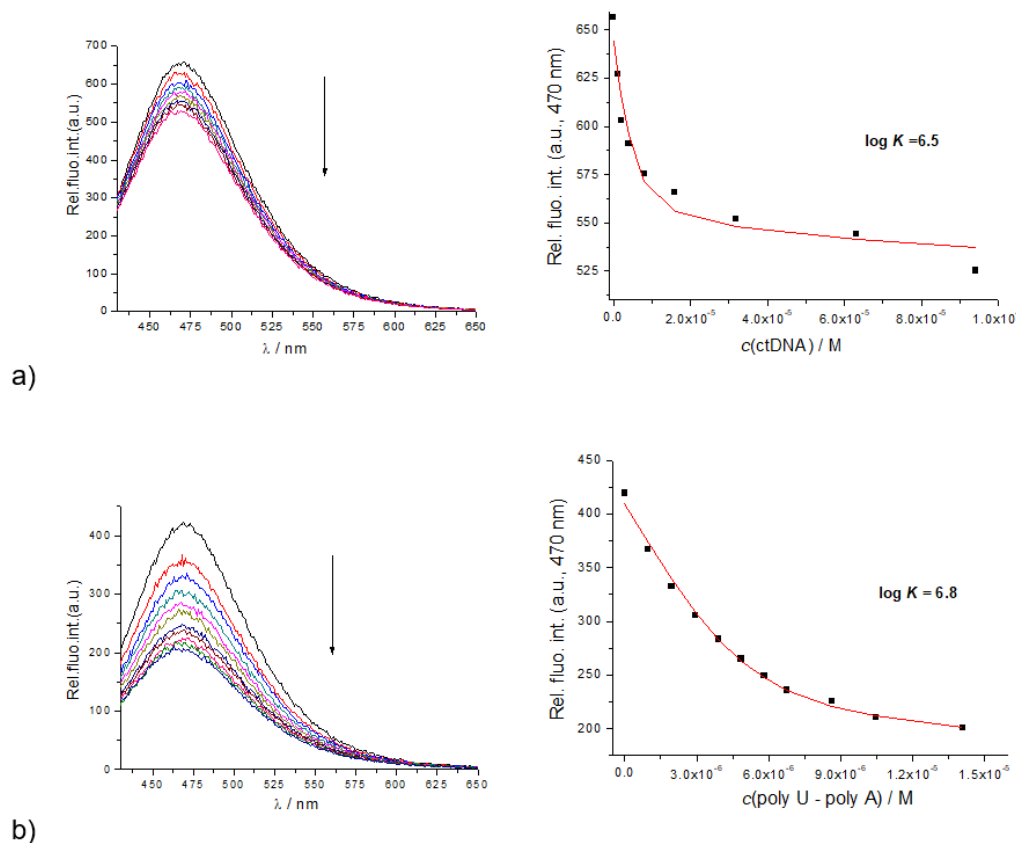 700
600
500
400
300
200
100
0
Rel.fluo.int.(a.u.)
450 475 500 525 550 575 600 625 650
λ / nm
650
625
600
575
550
525
Rel. fluo. int. (a.u., 470 nm)
log K =6.5
0.0 2.0x10⁻⁵ 4.0x10⁻⁵ 6.0x10⁻⁵ 8.0x10⁻⁵ 1.0x10
c(ctDNA) / M
a)
400
300
200
100
0
Rel.fluo.int.(a.u.)
450 475 500 525 550 575 600 625 650
λ / nm
450
400
350
300
250
200
Rel. fluo. int. (a.u., 470 nm)
log K = 6.8
0.0 3.0x10⁻⁶ 6.0x10⁻⁶ 9.0x10⁻⁶ 1.2x10⁻⁵ 1.5x10⁻⁵
c(poly U - poly A) / M
b)